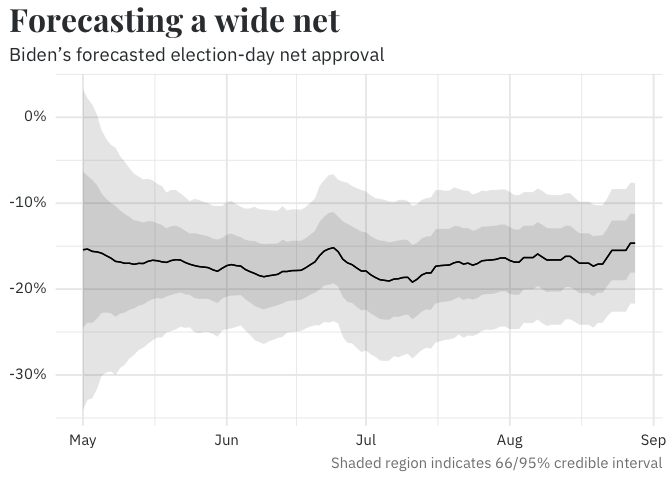 Forecasting a wide net
Biden’s forecasted election-day net approval
0%
-10%
-20%
-30%
May Jun Jul Aug Sep
Shaded region indicates 66/95% credible interval